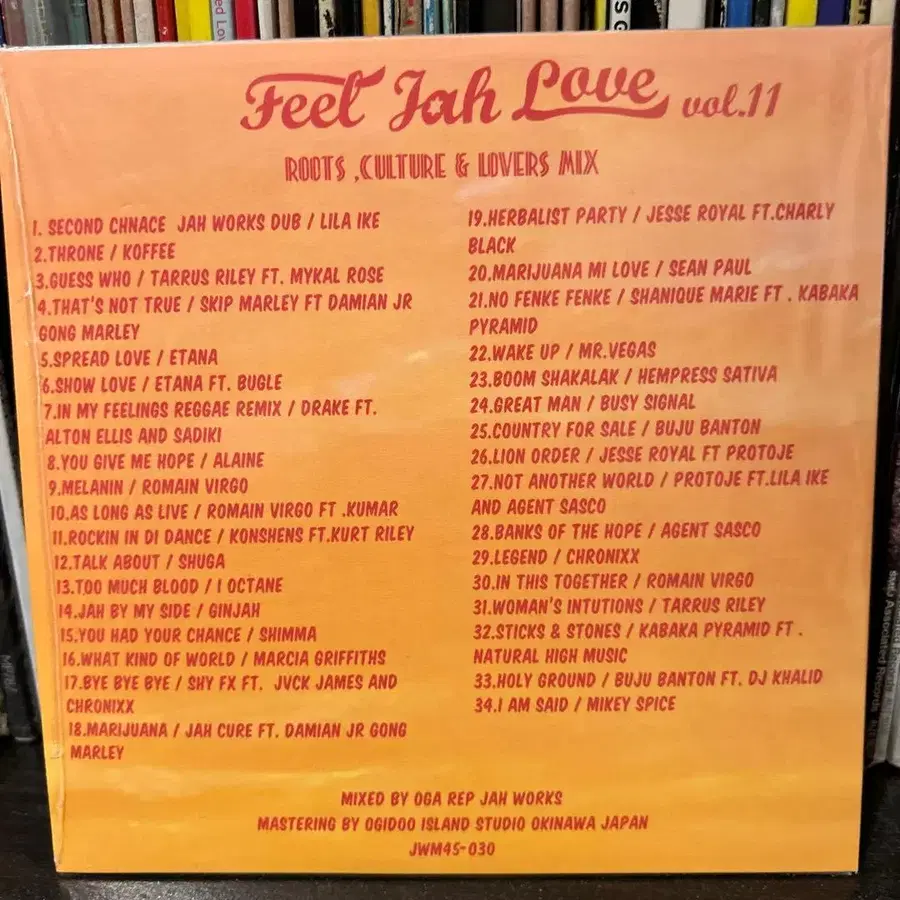 Feel Jah Love vol.11
ROOTS ,CULTURE & LOVERS MIX
1. SECOND CHNACE JAH WORKS DUB / LILA IKE
2.THRONE / KOFFEE
3.GUESS WHO / TARRUS RILEY FT. MYKAL ROSE
4.THAT'S NOT TRUE / SKIP MARLEY FT DAMIAN JR
GONG MARLEY
5.SPREAD LOVE / ETANA
6.SHOW LOVE / ETANA FT. BUGLE
7.IN MY FEELINGS REGGAE REMIX / DRAKE FT.
ALTON ELLIS AND SADIKI
8.YOU GIVE ME HOPE / ALAINE
9.MELANIN / ROMAIN VIRGO
10.AS LONG AS LIVE / ROMAIN VIRGO FT .KUMAR
11.ROCKIN IN DI DANCE / KONSHENS FT.KURT RILEY
12.TALK ABOUT / SHUGA
13.TOO MUCH BLOOD / I OCTANE
14.JAH BY MY SIDE / GINJAH
15.YOU HAD YOUR CHANCE / SHIMMA
16.WHAT KIND OF WORLD / MARCIA GRIFFITHS
17.BYE BYE BYE / SHY FX FT. JVCK JAMES AND
CHRONIXX
18.MARIJUANA / JAH CURE FT. DAMIAN JR GONG
MARLEY
19.HERBALIST PARTY / JESSE ROYAL FT.CHARLY
BLACK
20.MARIJUANA MI LOVE / SEAN PAUL
21.NO FENKE FENKE / SHANIQUE MARIE FT . KABAKA
PYRAMID
22.WAKE UP / MR.VEGAS
23.BOOM SHAKALAK / HEMPRESS SATIVA
24.GREAT MAN / BUSY SIGNAL
25.COUNTRY FOR SALE / BUJU BANTON
26.LION ORDER / JESSE ROYAL FT PROTOJE
27.NOT ANOTHER WORLD / PROTOJE FT.LILA IKE
AND AGENT SASCO
28.BANKS OF THE HOPE / AGENT SASCO
29.LEGEND / CHRONIXX
30.IN THIS TOGETHER / ROMAIN VIRGO
31.WOMAN'S INTUTIONS / TARRUS RILEY
32.STICKS & STONES / KABAKA PYRAMID FT .
NATURAL HIGH MUSIC
33.HOLY GROUND / BUJU BANTON FT. DJ KHALID
34.I AM SAID / MIKEY SPICE
MIXED BY OGA REP JAH WORKS
MASTERING BY OGIDOO ISLAND STUDIO OKINAWA JAPAN
JWM45-030